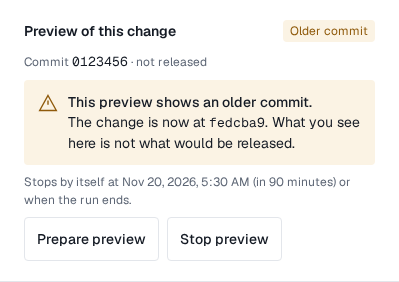 Preview of this change
Older commit
Commit 0123456 · not released
This preview shows an older commit.
The change is now at fedcba9. What you see
here is not what would be released.
Stops by itself at Nov 20, 2026, 5:30 AM (in 90 minutes) or
when the run ends.
Prepare preview
Stop preview